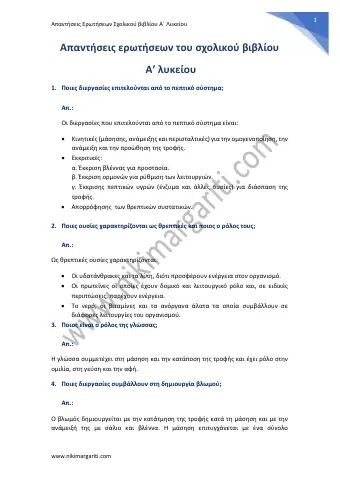 Απαντήσεις Ερωτήσεων Σχολικού βιβλίου Α΄ Λυκείου
1
Απαντήσεις ερωτήσεων του σχολικού βιβλίου
Α’ λυκείου
1. Ποιες διεργασίες επιτελούνται από το πεπτικό σύστημα;
Απ.:
Οι διεργασίες που επιτελούνται από το πεπτικό σύστημα είναι:
• Κινητικές (μάσησης, ανάμειξης και περισταλτικές) για την ομογενοποίηση, την
ανάμειξη και την προώθηση της τροφής.
• Εκκριτικές:
α. Έκκριση βλέννας για προστασία.
β. Έκκριση ορμονών για ρύθμιση των λειτουργιών.
γ. Έκκρισης πεπτικών υγρών (ένζυμα και άλλες ουσίες) για διάσπαση της
τροφής.
• Απορρόφησης των θρεπτικών συστατικών.
2. Ποιες ουσίες χαρακτηρίζονται ως θρεπτικές και ποιος ο ρόλος τους;
Απ.:
Ως θρεπτικές ουσίες χαρακτηρίζονται:
• Οι υδατάνθρακες και τα λίπη, διότι προσφέρουν ενέργεια στον οργανισμό.
• Οι πρωτεΐνες οι οποίες έχουν δομικό και λειτουργικό ρόλο και, σε ειδικές
περιπτώσεις, παρέχουν ενέργεια.
• Το νερό, οι βιταμίνες και τα ανόργανα άλατα τα οποία συμβάλλουν σε
διάφορες λειτουργίες του οργανισμού.
3. Ποιος είναι ο ρόλος της γλώσσας;
Απ.:
Η γλώσσα συμμετέχει στη μάσηση και την κατάποση της τροφής και έχει ρόλο στην
ομιλία, στη γεύση και την αφή.
4. Ποιες διεργασίες συμβάλλουν στη δημιουργία βλωμού;
Απ.:
Ο βλωμός δημιουργείται με την κατάτμηση της τροφής κατά τη μάσηση και με την
ανάμειξή της με σάλιο και βλέννα. Η μάσηση επιτυγχάνεται με ένα σύνολο
www.nikimargariti.com
www.nikimargariti.com